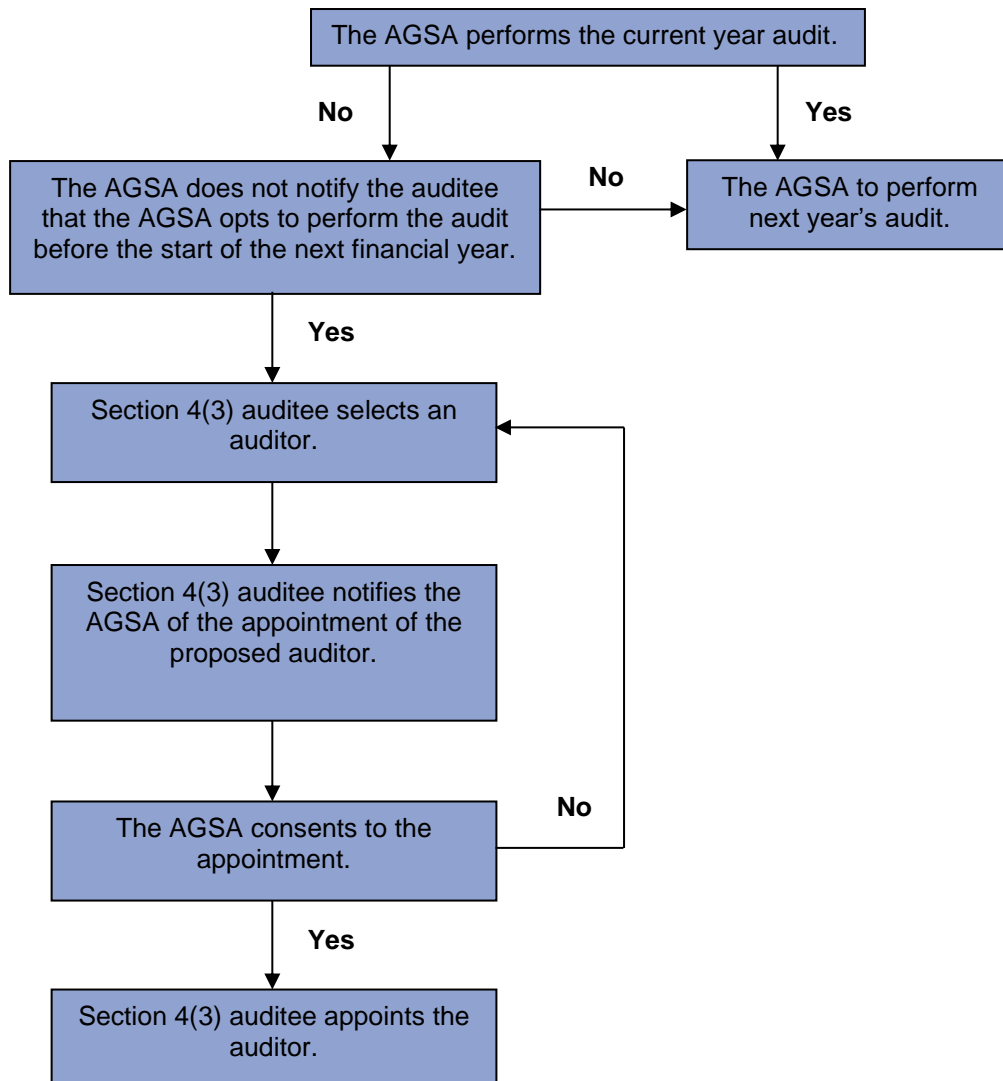 The AGSA performs the current year audit.
No
Yes
The AGSA does not notify the auditee
that the AGSA opts to perform the audit
before the start of the next financial year.
No
The AGSA to perform
next year’s audit.
Yes
Section 4(3) auditee selects an
auditor.
Section 4(3) auditee notifies the
AGSA of the appointment of the
proposed auditor.
The AGSA consents to the
appointment.
No
Yes
Section 4(3) auditee appoints the
auditor.